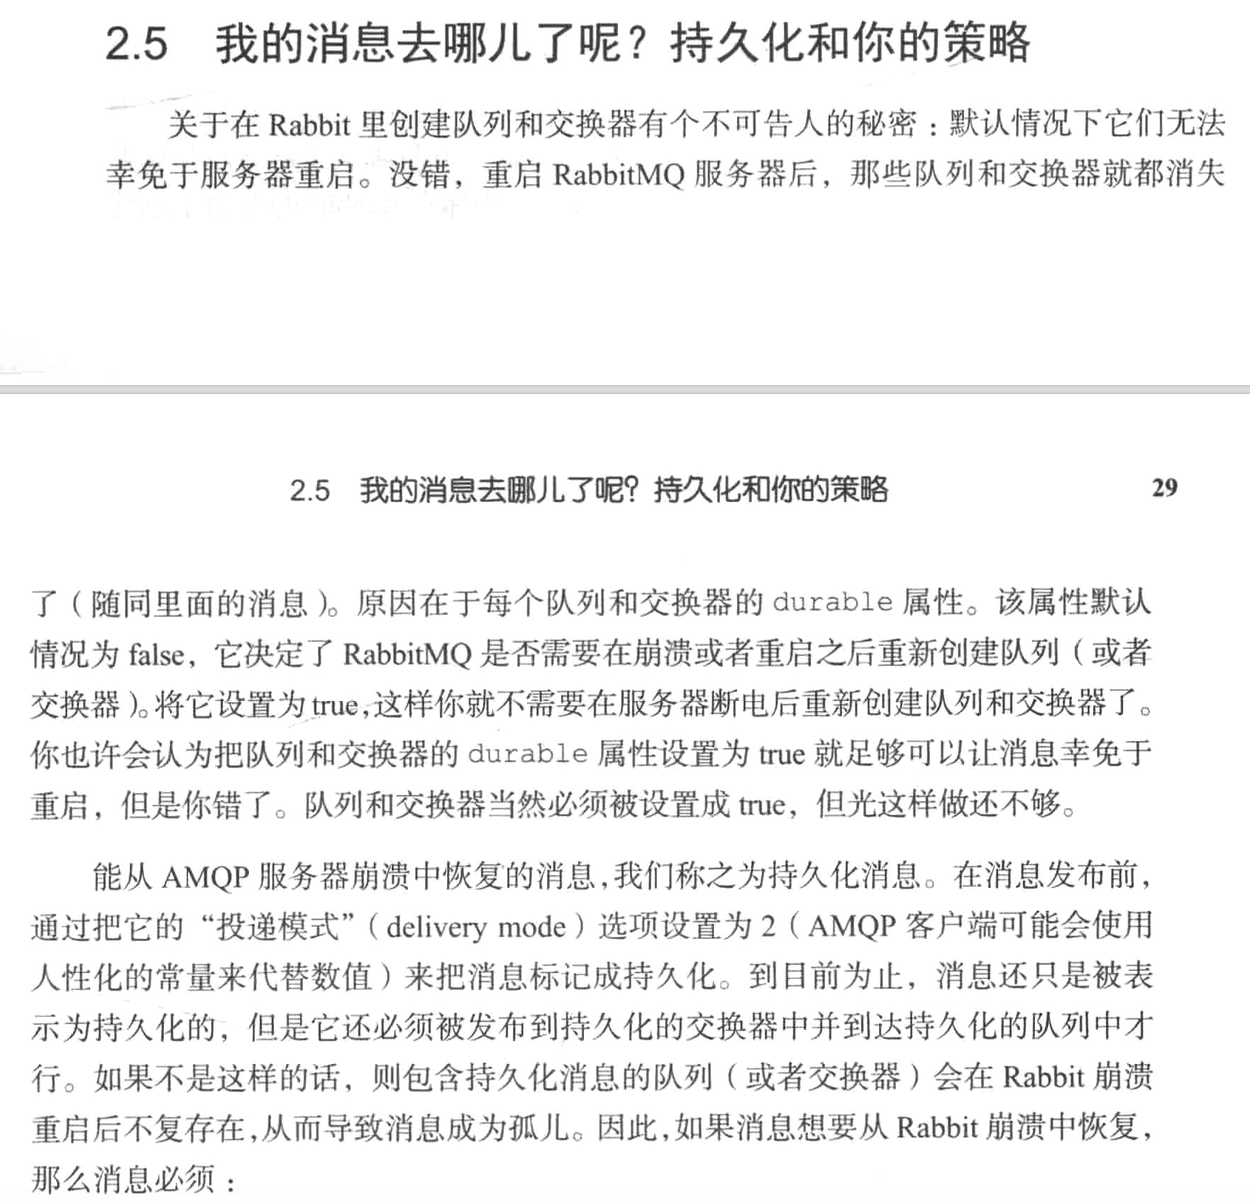 2.5 我的消息去哪儿了呢？持久化和你的策略
关于在 Rabbit 里创建队列和交换器有个不可告人的秘密：默认情况下它们无法
幸免于服务器重启。没错，重启 RabbitMQ 服务器后，那些队列和交换器就都消失
2.5 我的消息去哪儿了呢？持久化和你的策略 29
了（随同里面的消息）。原因在于每个队列和交换器的 durable 属性。该属性默认
情况为 false，它决定了 RabbitMQ 是否需要在崩溃或者重启之后重新创建队列（或者
交换器）。将它设置为 true，这样你就不需要在服务器断电后重新创建队列和交换器了。
你也许会认为把队列和交换器的 durable 属性设置为 true 就足够可以让消息幸免于
重启，但是你错了。队列和交换器当然必须被设置成 true，但光这样做还不够。
能从 AMQP 服务器崩溃中恢复的消息，我们称之为持久化消息。在消息发布前，
通过把它的“投递模式”（delivery mode）选项设置为 2（AMQP 客户端可能会使用
人性化的常量来代替数值）来把消息标记成持久化。到目前为止，消息还只是被表
示为持久化的，但是它还必须被发布到持久化的交换器中并到达持久化的队列中才
行。如果不是这样的话，则包含持久化消息的队列（或者交换器）会在 Rabbit 崩溃
重启后不复存在，从而导致消息成为孤儿。因此，如果消息想要从 Rabbit 崩溃中恢复，
那么消息必须：